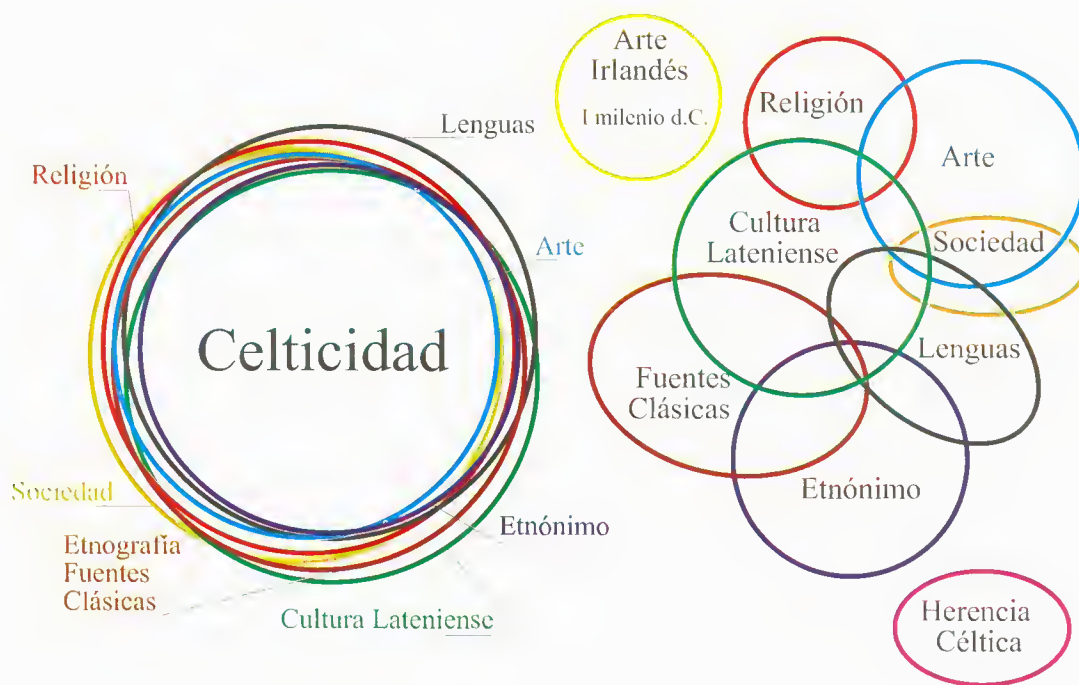 Lenguas
Religión
Arte
Celticidad
Sociedad
Etnografía
Fuentes
Clásicas
Etnónimo
Cultura Lateniense
Arte
Irlandés
I milenio d.C.
Religión
Arte
Cultura
Lateniense
Sociedad
Lenguas
Fuentes
Clásicas
Etnónimo
Herencia
Céltica